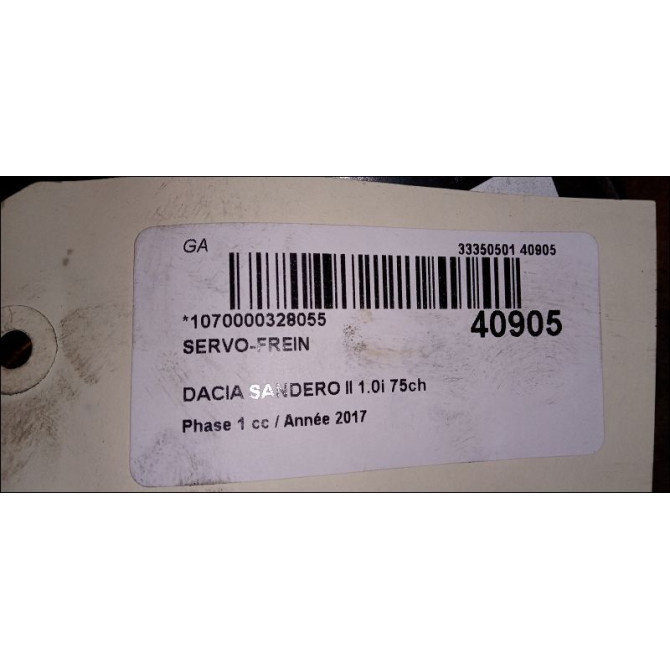 GA
33350501 40905
*1070000328055
40905
SERVO-FREIN
DACIA SANDERO II 1.0i 75ch
Phase 1 cc / Année 2017